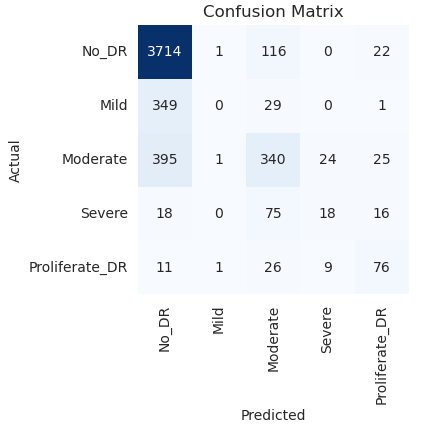 Confusion Matrix
Actual
No_DR 3714 1 116 0 22
Mild 349 0 29 0 1
Moderate 395 1 340 24 25
Severe 18 0 75 18 16
Proliferate_DR 11 1 26 9 76
No_DR Mild Moderate Severe Proliferate_DR
Predicted